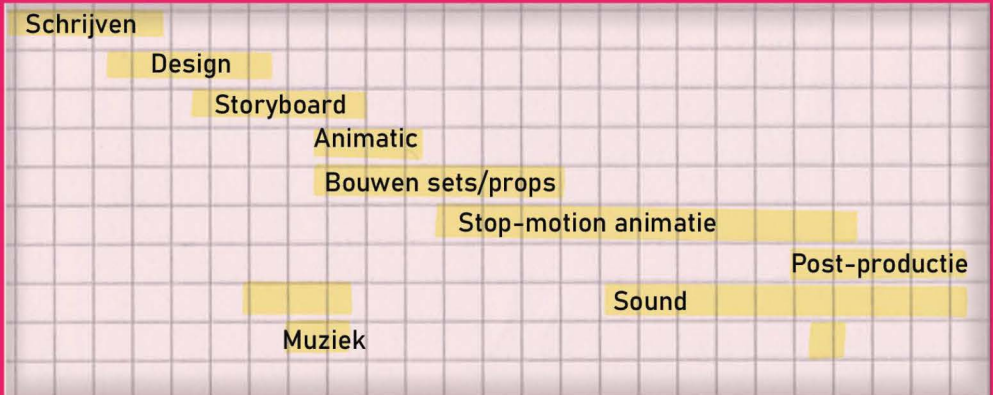 Schrijven
Design
Storyboard
Animatic
Bouwen sets/props
Stop-motion animatie
Post-productie
Sound
Muziek